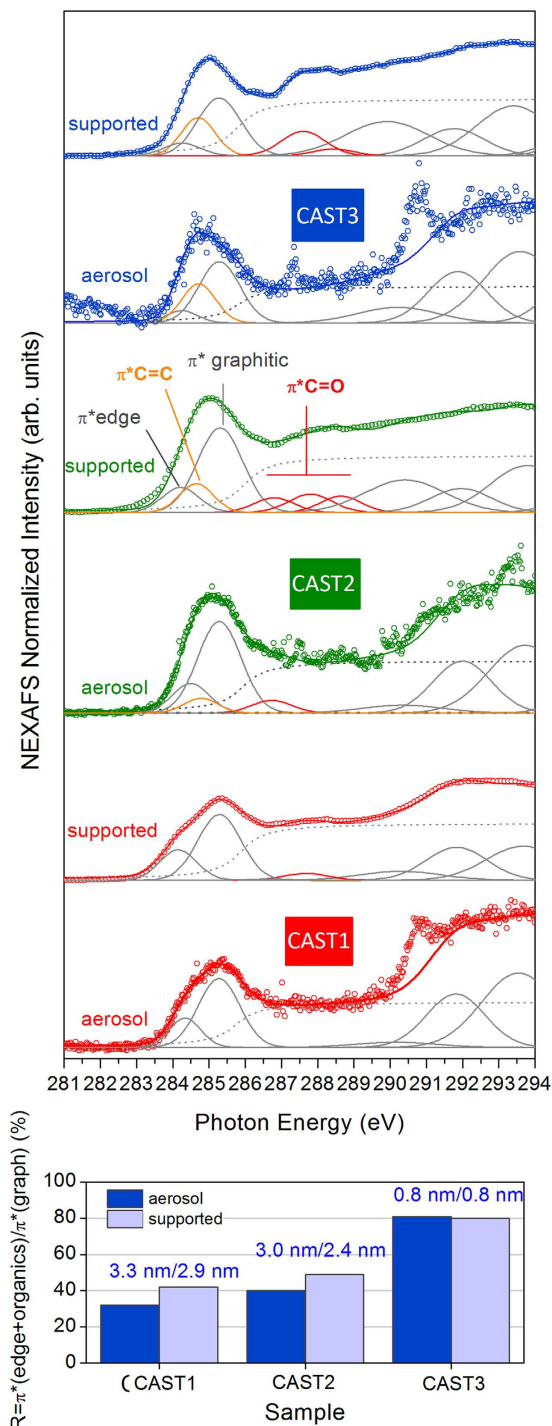 supported
CAST3
aerosol
π* graphitic
π*C=C
π*C=O
π*edge
supported
CAST2
aerosol
supported
CAST1
aerosol
NEXAFS Normalized Intensity (arb. units)
281 282 283 284 285 286 287 288 289 290 291 292 293 294
Photon Energy (eV)
R=π*(edge+organics)/π*(graph) (%)
100
80
60
40
20
0
aerosol
supported
0.8 nm/0.8 nm
3.0 nm/2.4 nm
3.3 nm/2.9 nm
(CAST1 CAST2 CAST3
Sample